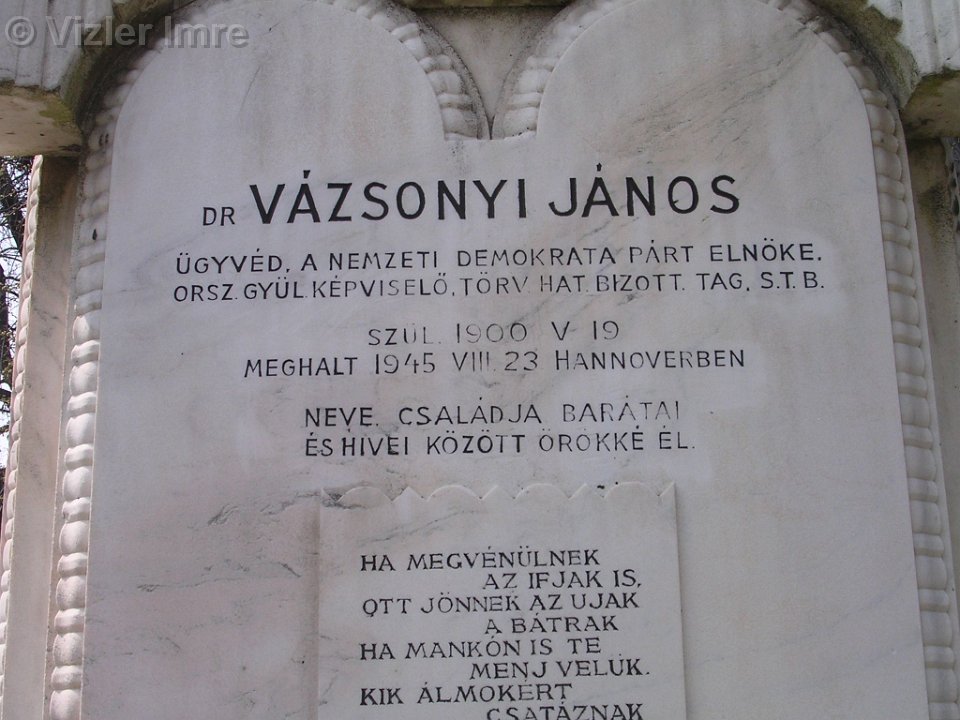 © Vizler Imre
DR VÁZSONYI JÁNOS
ÜGYVÉD, A NEMZETI DEMOKRATA PÁRT ELNÖKE,
ORSZ. GYÜL. KÉPVISELŐ, TÖRV. HAT. BIZOTT. TAG, S.T.B.
SZÜL. 1900 V 19
MEGHALT 1945 VIII. 23 HANNOVERBEN
NEVE, CSALÁDJA BARÁTAI
ÉS HIVEI KÖZÖTT ÖRÖKKÉ ÉL.
HA MEGVÉNÜLNEK
AZ IFJAK IS,
OTT JÖNNEK AZ UJAK
A BÁTRAK
HA MANKÓN IS TE
MENJ VELÜK.
KIK ÁLMOKÉRT
CSATÁZNAK